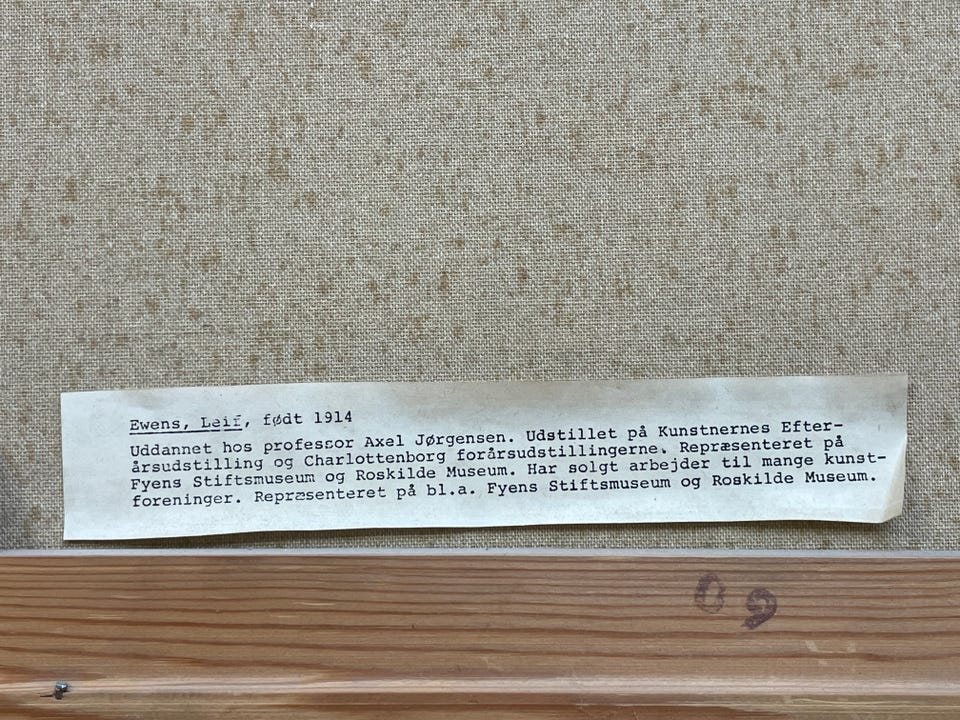 Ewens, Leif, født 1914
Uddannet hos professor Axel Jørgensen. Udstillet på Kunstnernes Efter-
årsudstilling og Charlottenborg forårsudstillingerne. Repræsenteret på
Fyens Stiftsmuseum og Roskilde Museum. Har solgt arbejder til mange kunst-
foreninger. Repræsenteret på bl.a. Fyens Stiftsmuseum og Roskilde Museum.
09